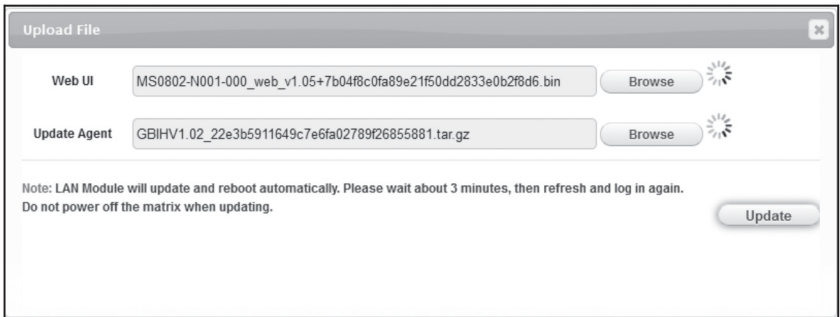 Upload File
Web UI MS0802-N001-000_web_v1.05+7b04f8c0fa89e21f50dd2833e0b2f8d6.bin Browse
Update Agent GBIHV1.02_22e3b5911649c7e6fa02789f26855881.tar.gz Browse
Note: LAN Module will update and reboot automatically. Please wait about 3 minutes, then refresh and log in again.
Do not power off the matrix when updating.
Update